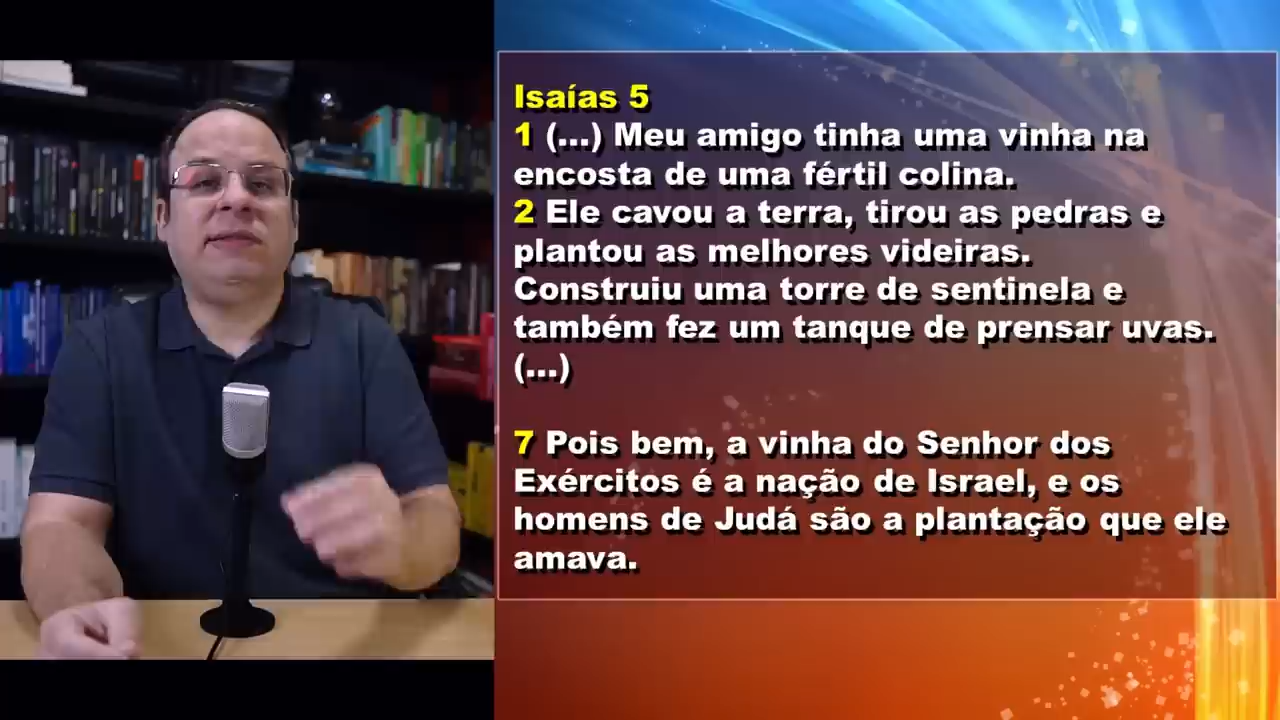 Isaías 5
1 (...) Meu amigo tinha uma vinha na
encosta de uma fértil colina.
2 Ele cavou a terra, tirou as pedras e
plantou as melhores videiras.
Construiu uma torre de sentinela e
também fez um tanque de prensar uvas.
(...)
7 Pois bem, a vinha do Senhor dos
Exércitos é a nação de Israel, e os
homens de Judá são a plantação que ele
amava.